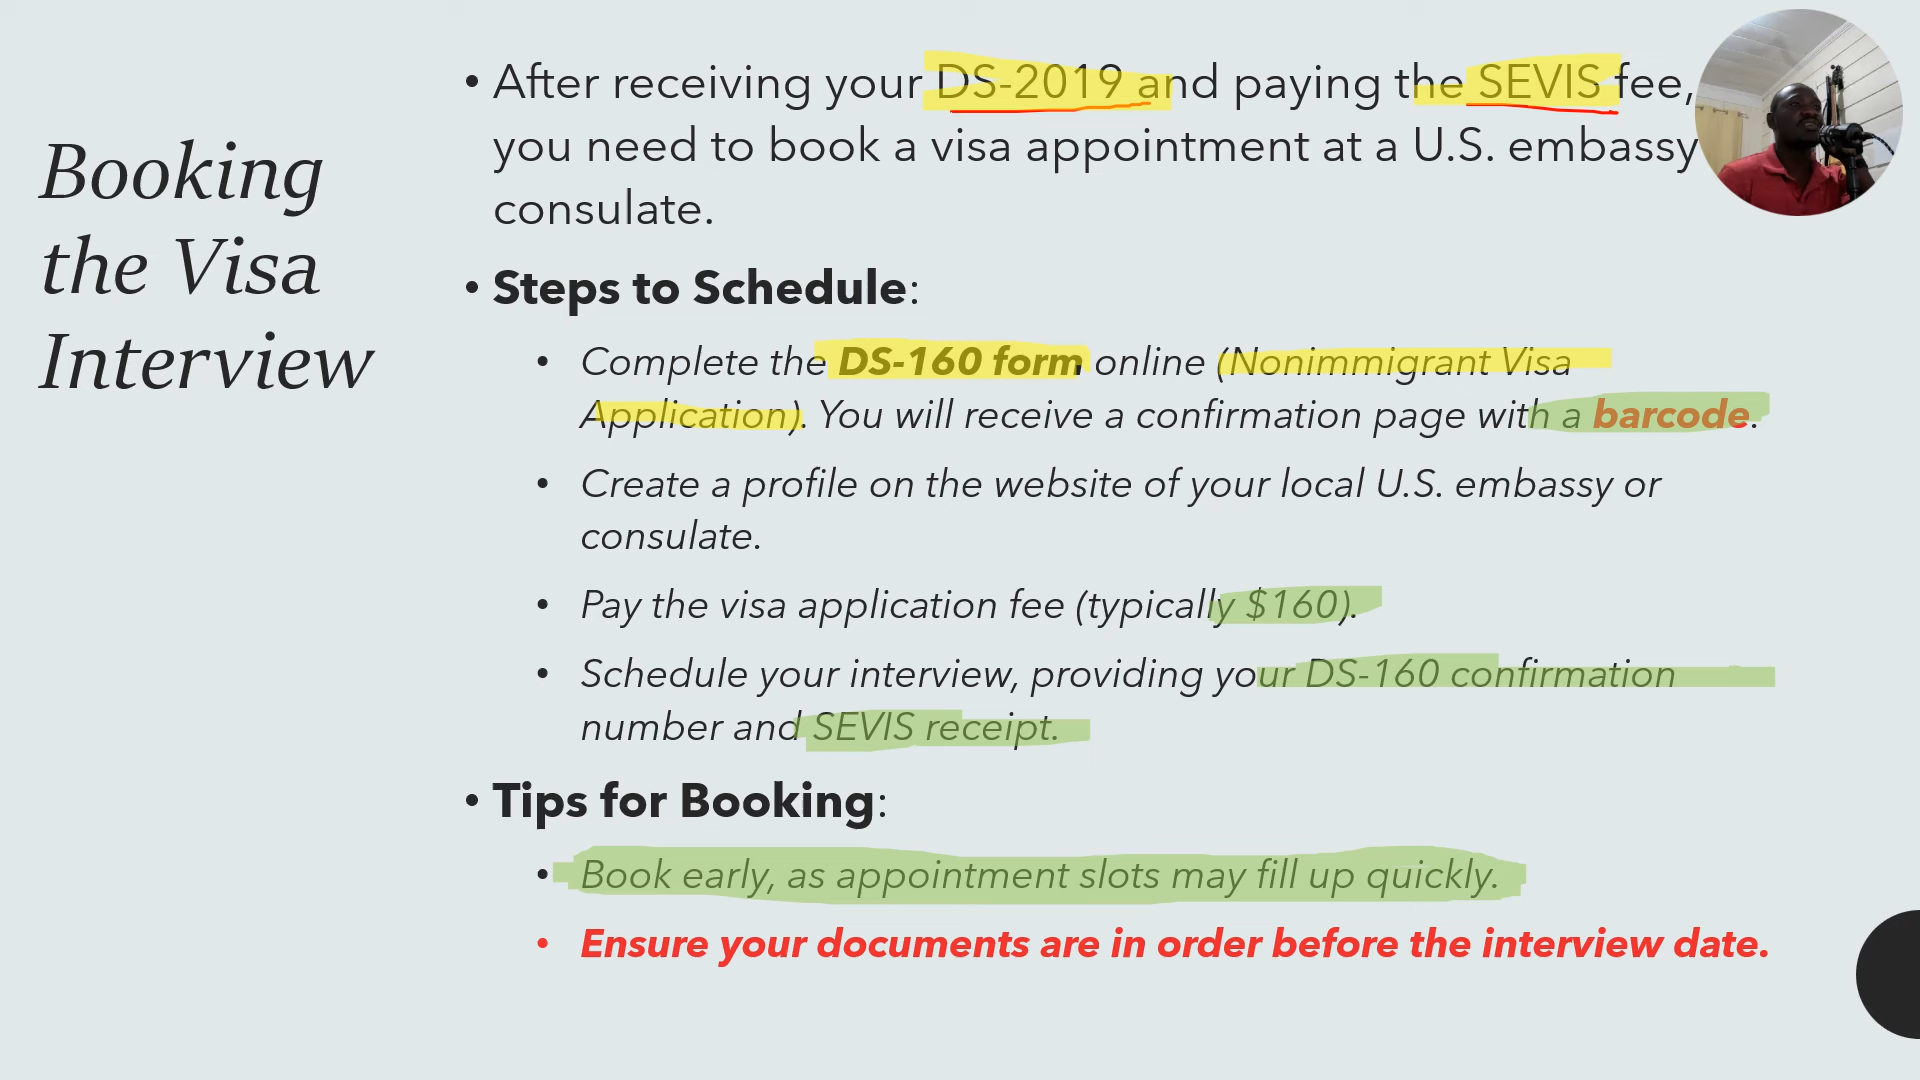 Booking
the Visa
Interview
• After receiving your DS-2019 and paying the SEVIS fee,
you need to book a visa appointment at a U.S. embassy
consulate.
• Steps to Schedule:
• Complete the DS-160 form online (Nonimmigrant Visa
Application). You will receive a confirmation page with a barcode.
• Create a profile on the website of your local U.S. embassy or
consulate.
• Pay the visa application fee (typically $160).
• Schedule your interview, providing your DS-160 confirmation
number and SEVIS receipt.
• Tips for Booking:
• Book early, as appointment slots may fill up quickly.
• Ensure your documents are in order before the interview date.